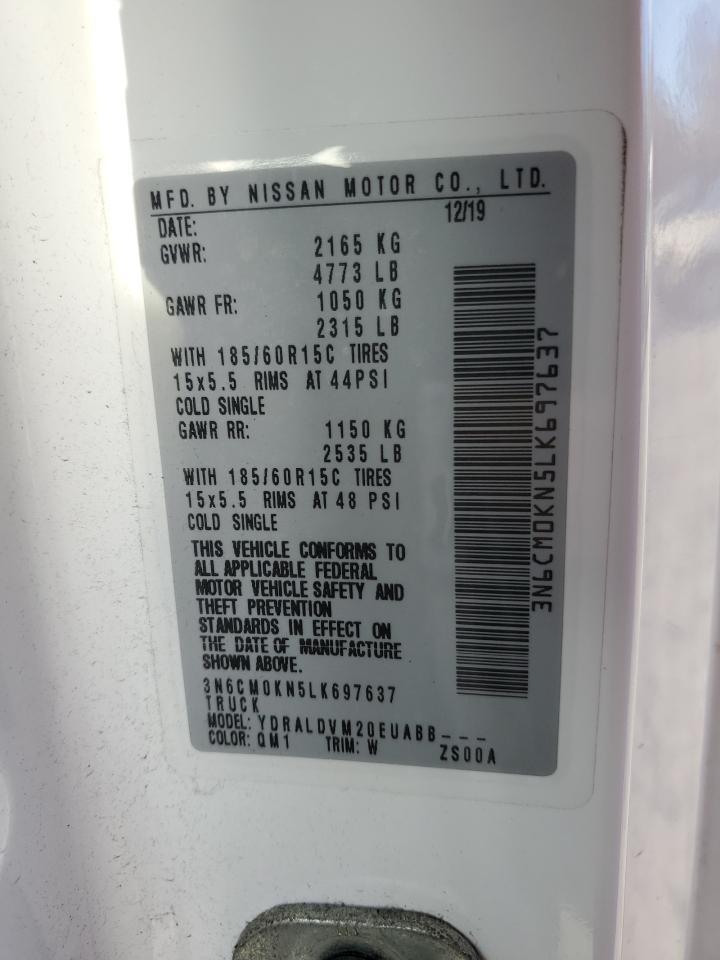 MFD. BY NISSAN MOTOR CO., LTD.
DATE: 12/19
GVWR: 2165 KG
4773 LB
GAWR FR: 1050 KG
2315 LB
WITH 185/60R15C TIRES
15x5.5 RIMS AT 44PSI
COLD SINGLE
GAWR RR: 1150 KG
2535 LB
WITH 185/60R15C TIRES
15x5.5 RIMS AT 48 PSI
COLD SINGLE
THIS VEHICLE CONFORMS TO
ALL APPLICABLE FEDERAL
MOTOR VEHICLE SAFETY AND
THEFT PREVENTION
STANDARDS IN EFFECT ON
THE DATE OF MANUFACTURE
SHOWN ABOVE.
3N6CM0KN5LK697637
TRUCK
MODEL: YDRALDVM20EUABB---
COLOR: QM1 TRIM: W ZS00A
3N6CM0KN5LK697637